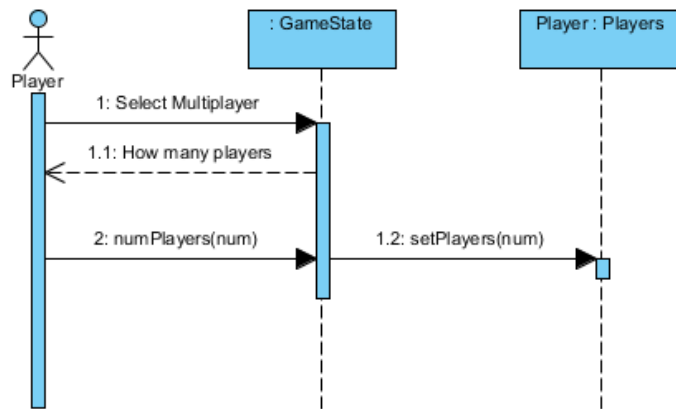 : GameState
Player : Players
Player
1: Select Multiplayer
1.1: How many players
2: numPlayers(num)
1.2: setPlayers(num)